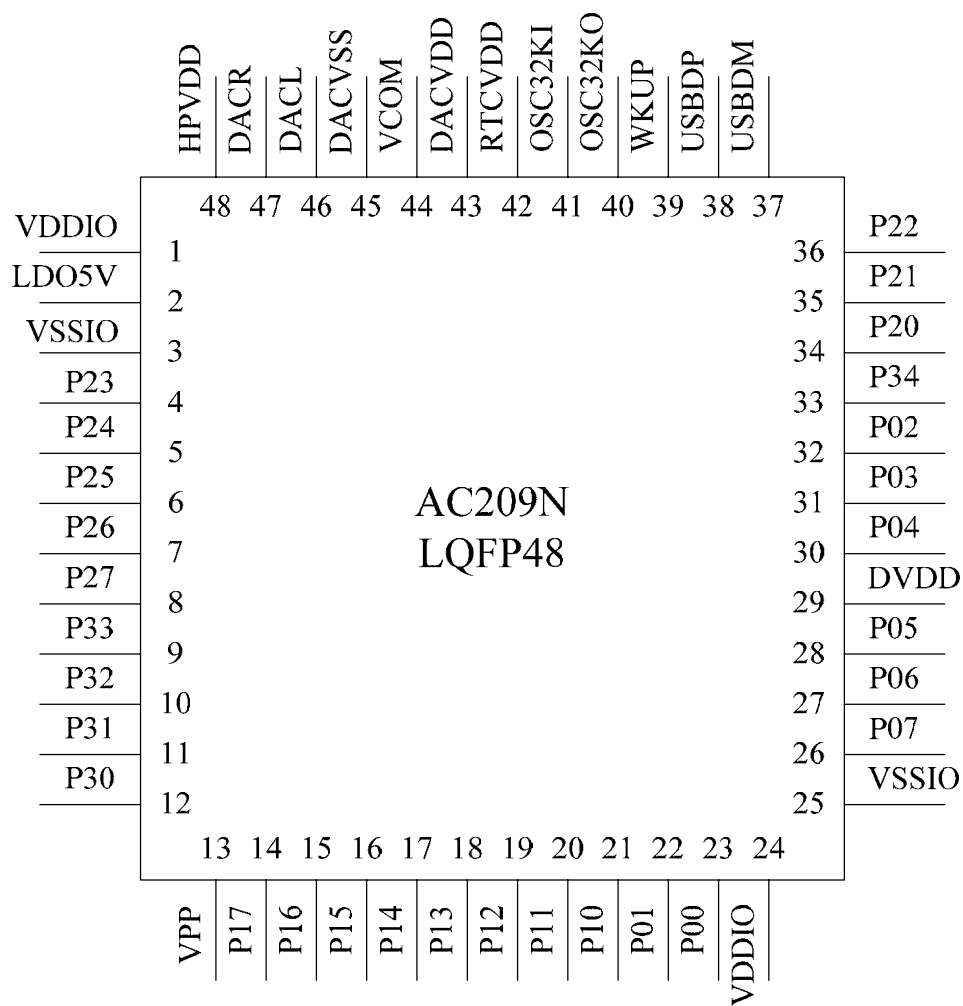 HPVDD
DACR
DACL
DACVSS
VCOM
DACVDD
RTCVDD
OSC32KI
OSC32KO
WKUP
USBDP
USBDM
48 47 46 45 44 43 42 41 40 39 38 37
VDDIO 1
LDO5V 2
VSSIO 3
P23 4
P24 5
P25 6
P26 7
P27 8
P33 9
P32 10
P31 11
P30 12
AC209N
LQFP48
36 P22
35 P21
34 P20
33 P34
32 P02
31 P03
30 P04
29 DVDD
28 P05
27 P06
26 P07
25 VSSIO
13 14 15 16 17 18 19 20 21 22 23 24
VPP
P17
P16
P15
P14
P13
P12
P11
P10
P01
P00
VDDIO